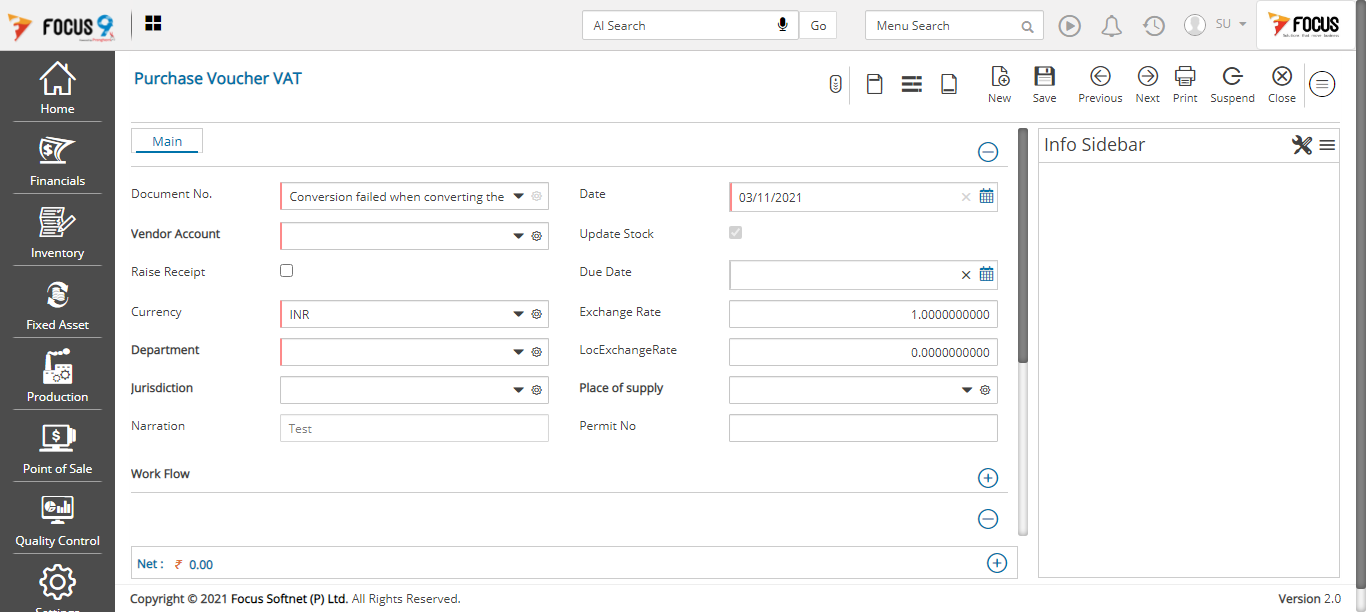 FOCUS 9
AI Search
Go
Menu Search
SU
FOCUS
Home
Financials
Inventory
Fixed Asset
Production
Point of Sale
Quality Control
Settings
Purchase Voucher VAT
New
Save
Previous
Next
Print
Suspend
Close
Main
Info Sidebar
Document No.
Conversion failed when converting the
Date
03/11/2021
Vendor Account
Update Stock
Raise Receipt
Due Date
Currency
INR
Exchange Rate
1.0000000000
Department
LocExchangeRate
0.0000000000
Jurisdiction
Place of supply
Narration
Test
Permit No
Work Flow
Net : ₹ 0.00
Copyright © 2021 Focus Softnet (P) Ltd. All Rights Reserved.
Version 2.0